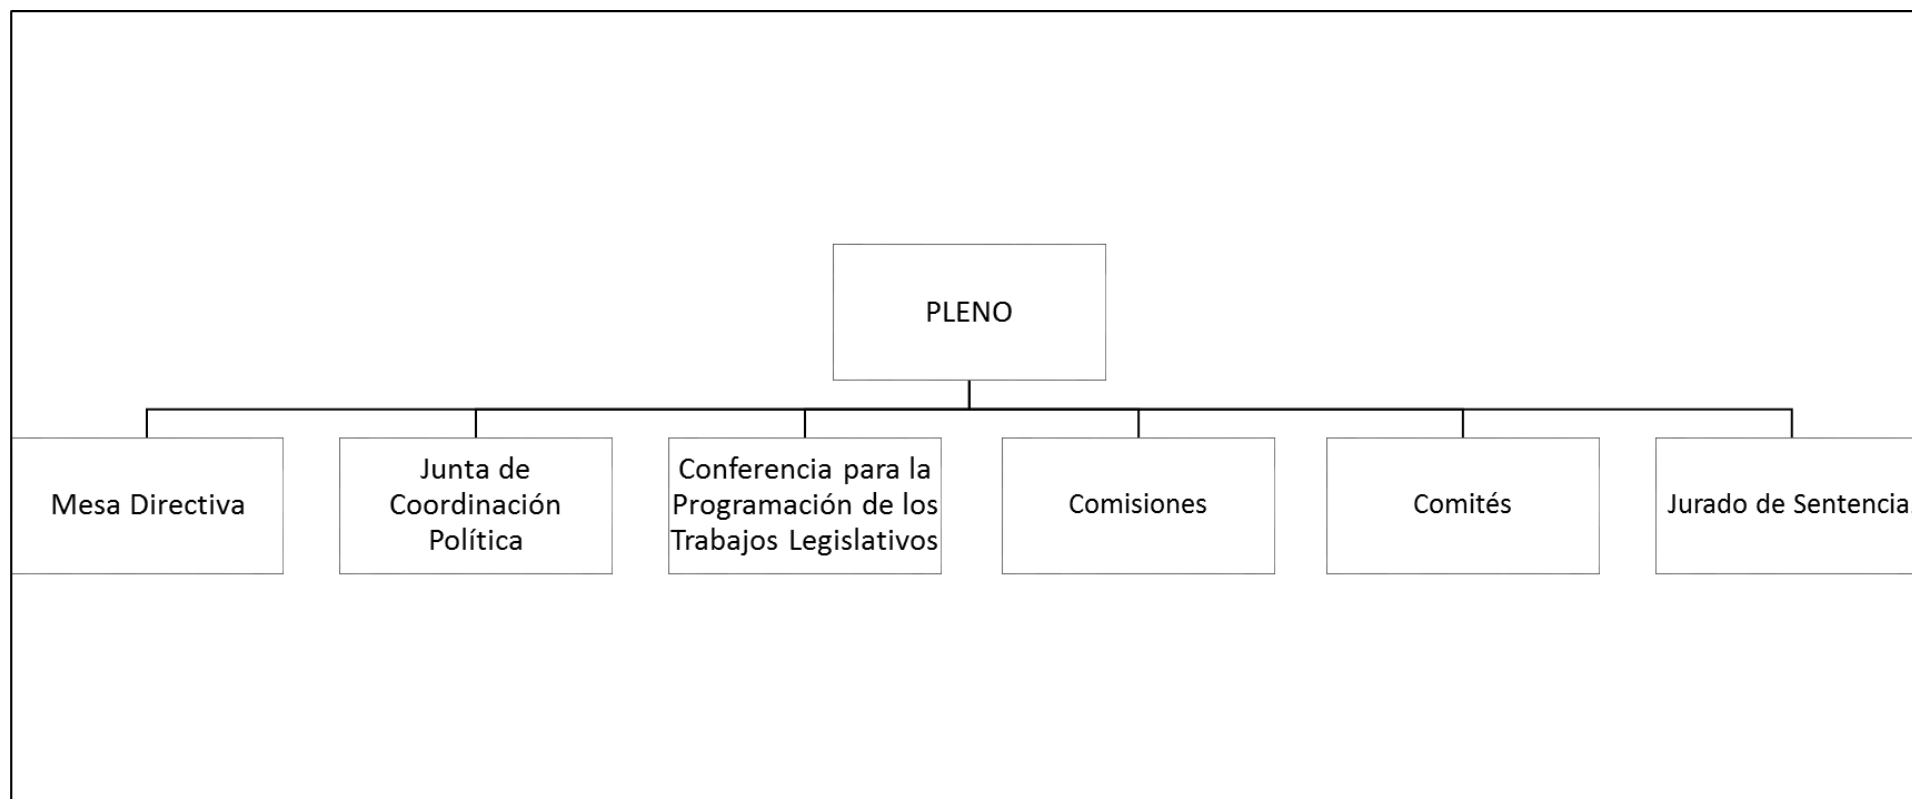 PLENO
Mesa Directiva
Junta de
Coordinación
Política
Conferencia para la
Programación de los
Trabajos Legislativos
Comisiones
Comités
Jurado de Sentencia.